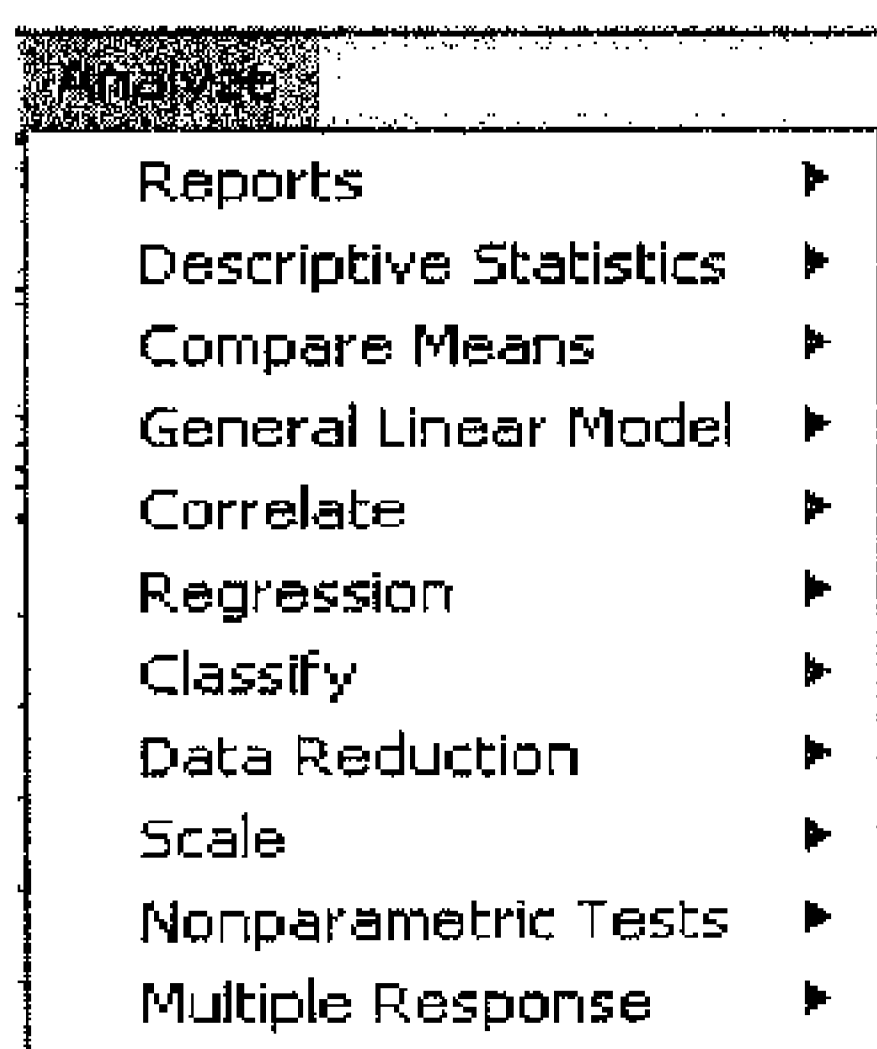 Analyze
Reports
Descriptive Statistics
Compare Means
General Linear Model
Correlate
Regression
Classify
Data Reduction
Scale
Nonparametric Tests
Multiple Response